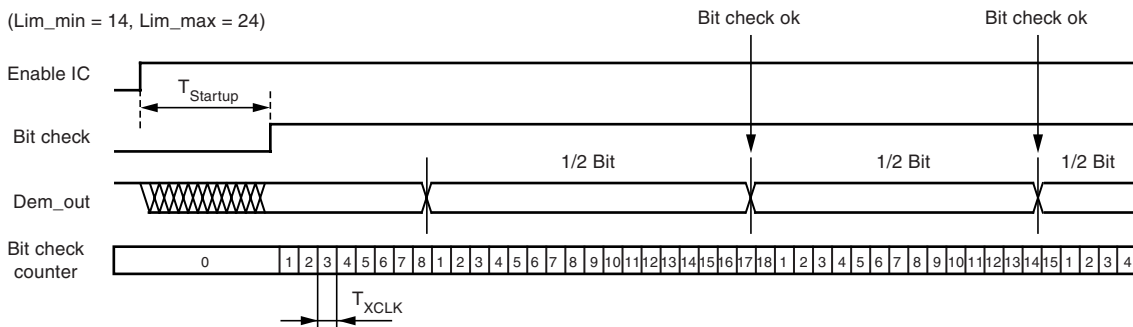 (Lim_min = 14, Lim_max = 24)
Bit check ok
Bit check ok
Enable IC
T_Startup
Bit check
1/2 Bit
1/2 Bit
1/2 Bit
Dem_out
Bit check
counter
0 1 2 3 4 5 6 7 8 1 2 3 4 5 6 7 8 9 10 11 12 13 14 15 16 17 18 1 2 3 4 5 6 7 8 9 10 11 12 13 14 15 1 2 3 4
T_XCLK